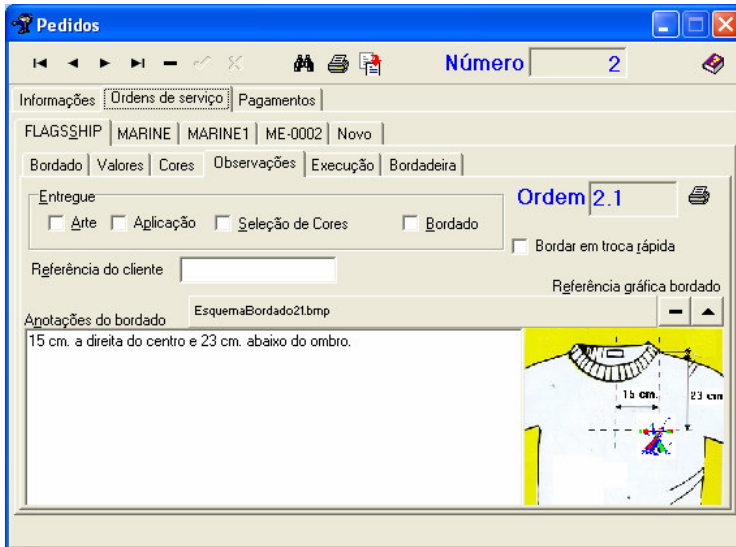 Pedidos
Número 2
Informações Ordens de serviço Pagamentos
FLAGSSHIP MARINE MARINE1 ME-0002 Novo
Bordado Valores Cores Observações Execução Bordadeira
Entregue
Ordem 2.1
Arte Aplicação Seleção de Cores Bordado
Bordar em troca rápida
Referência do cliente
Referência gráfica bordado
Anotações do bordado EsquemaBordado21.bmp
15 cm. a direita do centro e 23 cm. abaixo do ombro.
15 cm. 23 cm